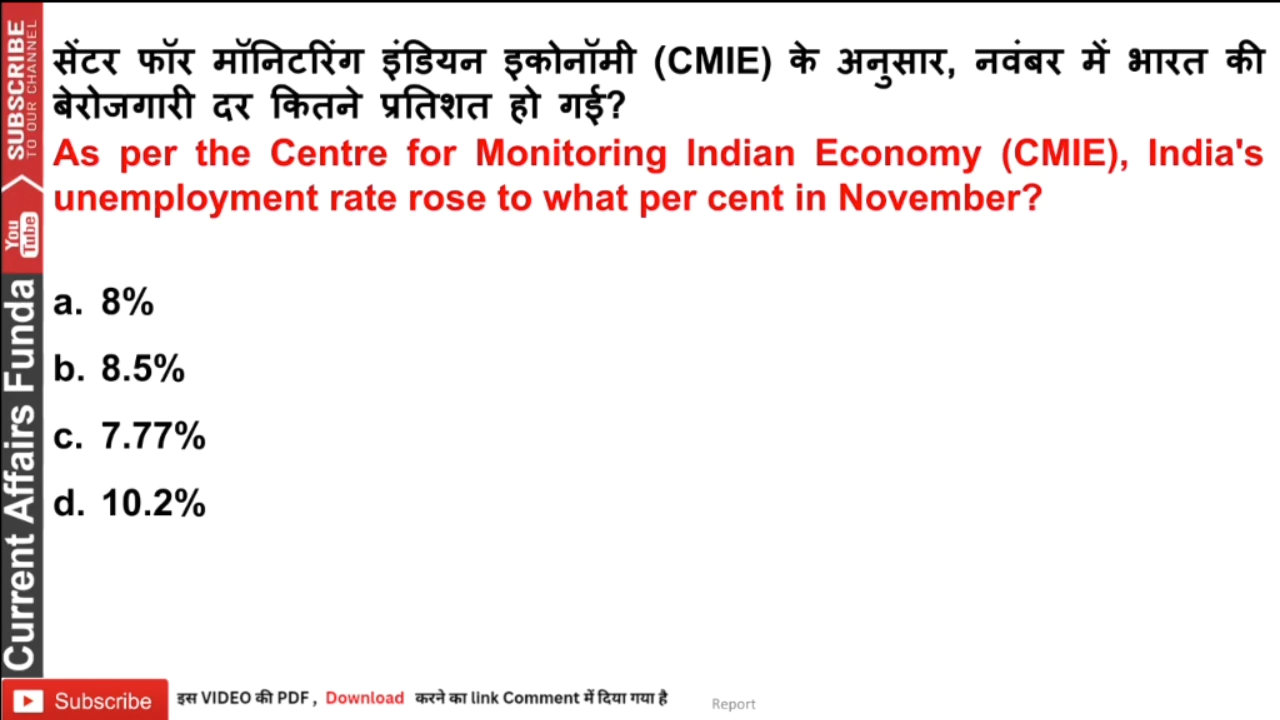 सेंटर फॉर मॉनिटरिंग इंडियन इकोनॉमी (CMIE) के अनुसार, नवंबर में भारत की
बेरोजगारी दर कितने प्रतिशत हो गई?
As per the Centre for Monitoring Indian Economy (CMIE), India's
unemployment rate rose to what per cent in November?
a. 8%
b. 8.5%
c. 7.77%
d. 10.2%
SUBSCRIBE
TO OUR CHANNEL
You Tube
Current Affairs Funda
Subscribe
इस VIDEO की PDF , Download करने का link Comment में दिया गया है
Report